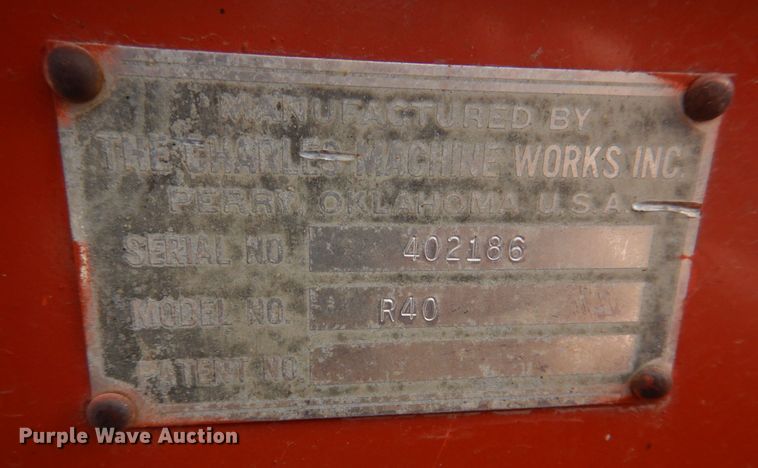 MANUFACTURED BY
THE CHARLES MACHINE WORKS INC.
PERRY, OKLAHOMA U.S.A.
SERIAL NO. 402186
MODEL NO. R40
PATENT NO.
Purple Wave Auction